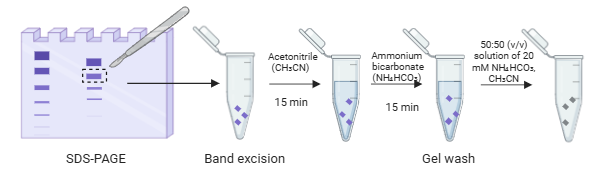 Acetonitrile
(CH₃CN)
15 min
Ammonium
bicarbonate
(NH₄HCO₃)
15 min
50:50 (v/v)
solution of 20
mM NH₄HCO₃,
CH₃CN
SDS-PAGE
Band excision
Gel wash